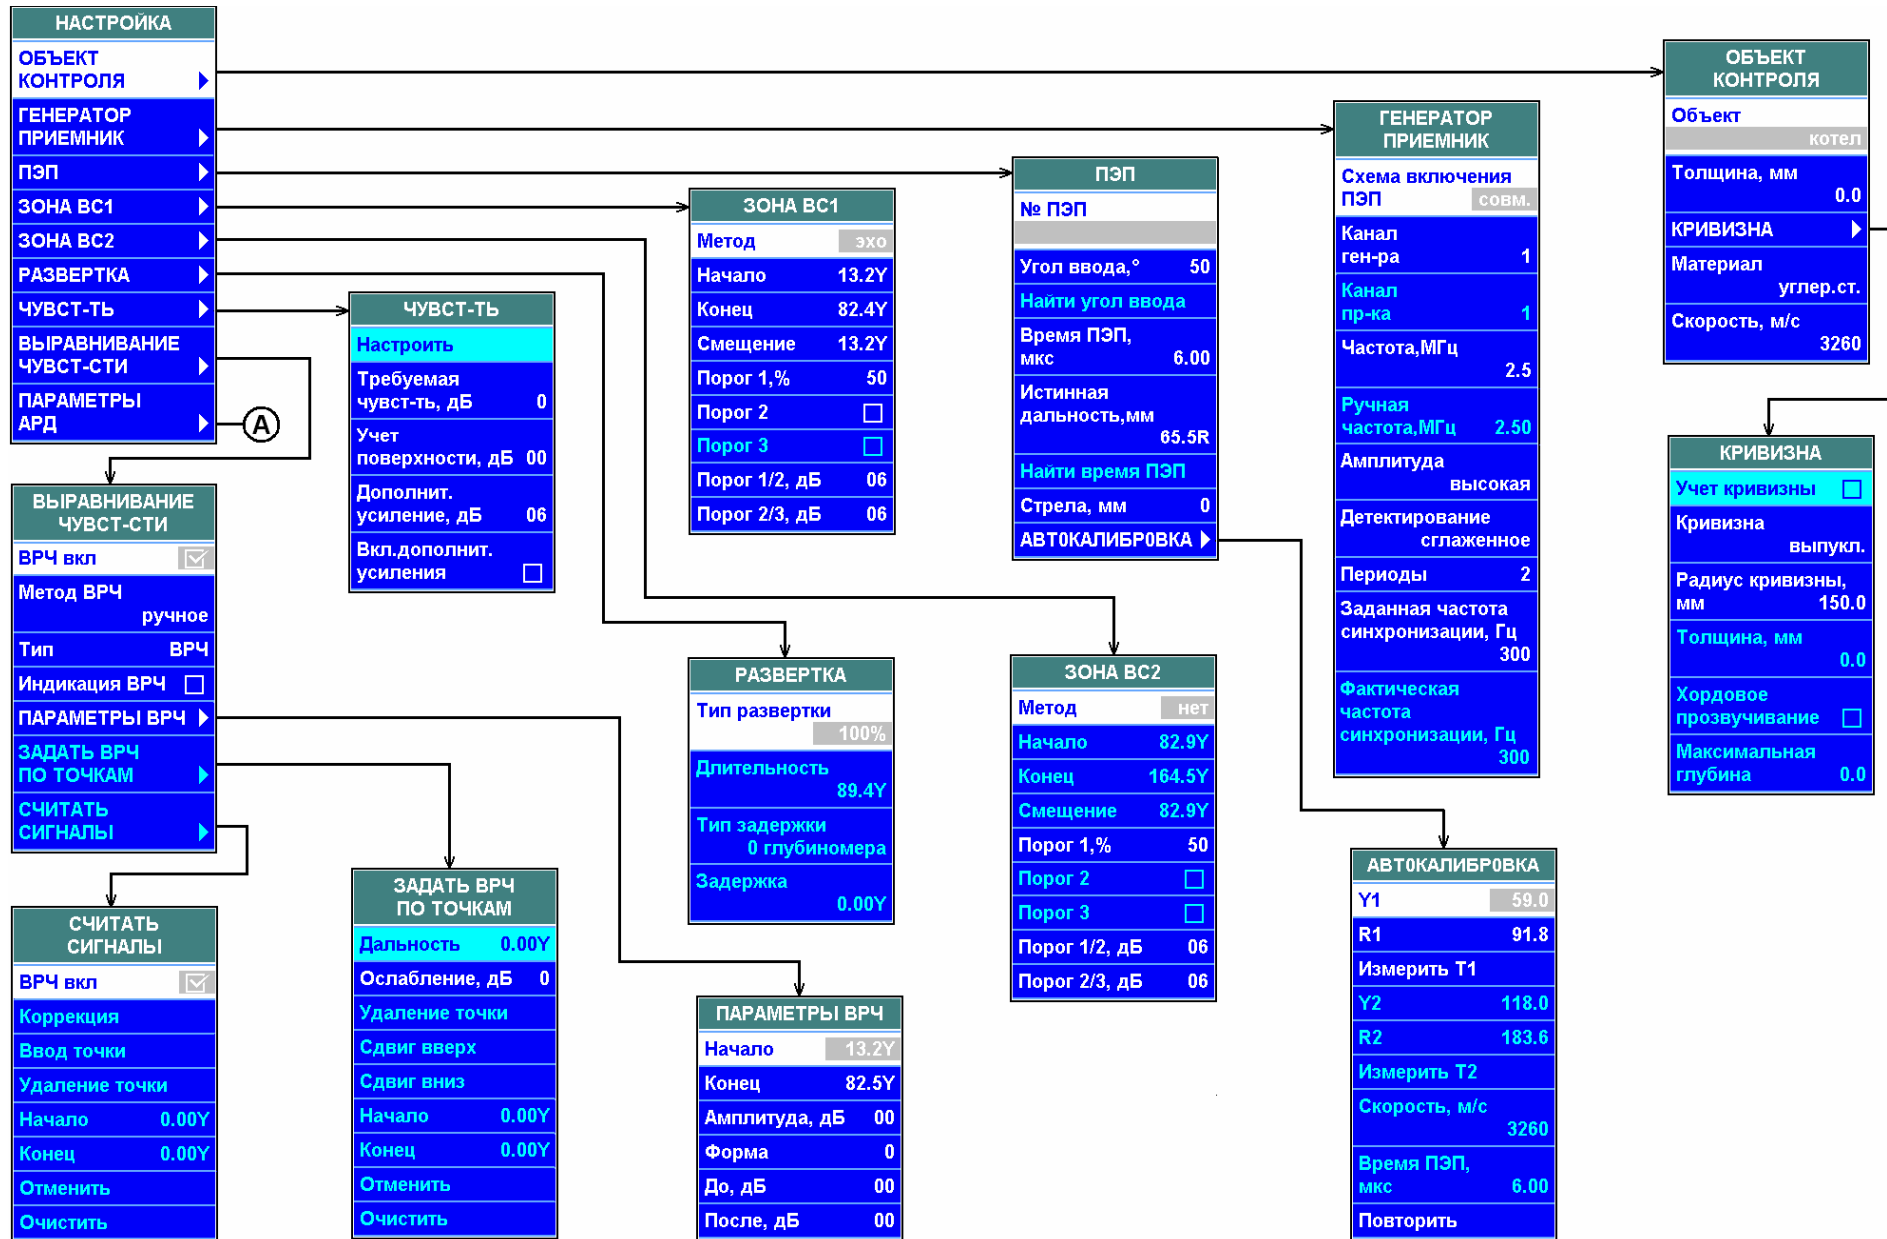 НАСТРОЙКА
ОБЪЕКТ
КОНТРОЛЯ
ГЕНЕРАТОР
ПРИЕМНИК
ПЭП
ЗОНА ВС1
ЗОНА ВС2
РАЗВЕРТКА
ЧУВСТ-ТЬ
ВЫРАВНИВАНИЕ
ЧУВСТ-СТИ
ПАРАМЕТРЫ
АРД
А
ВЫРАВНИВАНИЕ
ЧУВСТ-СТИ
ВРЧ вкл
Метод ВРЧ
ручное
Тип ВРЧ
Индикация ВРЧ
ПАРАМЕТРЫ ВРЧ
ЗАДАТЬ ВРЧ
ПО ТОЧКАМ
СЧИТАТЬ
СИГНАЛЫ
СЧИТАТЬ
СИГНАЛЫ
ВРЧ вкл
Коррекция
Ввод точки
Удаление точки
Начало 0.00Y
Конец 0.00Y
Отменить
Очистить
ЧУВСТ-ТЬ
Настроить
Требуемая
чувст-ть, дБ 0
Учет
поверхности, дБ 00
Дополнит.
усиление, дБ 06
Вкл.дополнит.
усиления
ЗАДАТЬ ВРЧ
ПО ТОЧКАМ
Дальность 0.00Y
Ослабление, дБ 0
Удаление точки
Сдвиг вверх
Сдвиг вниз
Начало 0.00Y
Конец 0.00Y
Отменить
Очистить
ЗОНА ВС1
Метод эхо
Начало 13.2Y
Конец 82.4Y
Смещение 13.2Y
Порог 1,% 50
Порог 2
Порог 3
Порог 1/2, дБ 06
Порог 2/3, дБ 06
РАЗВЕРТКА
Тип развертки
100%
Длительность
89.4Y
Тип задержки
0 глубиномера
Задержка
0.00Y
ПАРАМЕТРЫ ВРЧ
Начало 13.2Y
Конец 82.5Y
Амплитуда, дБ 00
Форма 0
До, дБ 00
После, дБ 00
ПЭП
№ ПЭП
Угол ввода,° 50
Найти угол ввода
Время ПЭП,
мкс 6.00
Истинная
дальность,мм
65.5R
Найти время ПЭП
Стрела, мм 0
АВТ0КАЛИБР0ВКА
ЗОНА ВС2
Метод нет
Начало 82.9Y
Конец 164.5Y
Смещение 82.9Y
Порог 1,% 50
Порог 2
Порог 3
Порог 1/2, дБ 06
Порог 2/3, дБ 06
ГЕНЕРАТОР
ПРИЕМНИК
Схема включения
ПЭП совм.
Канал
ген-ра 1
Канал
пр-ка 1
Частота,МГц
2.5
Ручная
частота,МГц 2.50
Амплитуда
высокая
Детектирование
сглаженное
Периоды 2
Заданная частота
синхронизации, Гц
300
Фактическая
частота
синхронизации, Гц
300
АВТ0КАЛИБР0ВКА
Y1 59.0
R1 91.8
Измерить Т1
Y2 118.0
R2 183.6
Измерить Т2
Скорость, м/с
3260
Время ПЭП,
мкс 6.00
Повторить
ОБЪЕКТ
КОНТРОЛЯ
Объект
котел
Толщина, мм
0.0
КРИВИЗНА
Материал
углер.ст.
Скорость, м/с
3260
КРИВИЗНА
Учет кривизны
Кривизна
выпукл.
Радиус кривизны,
мм 150.0
Толщина, мм
0.0
Хордовое
прозвучивание
Максимальная
глубина 0.0